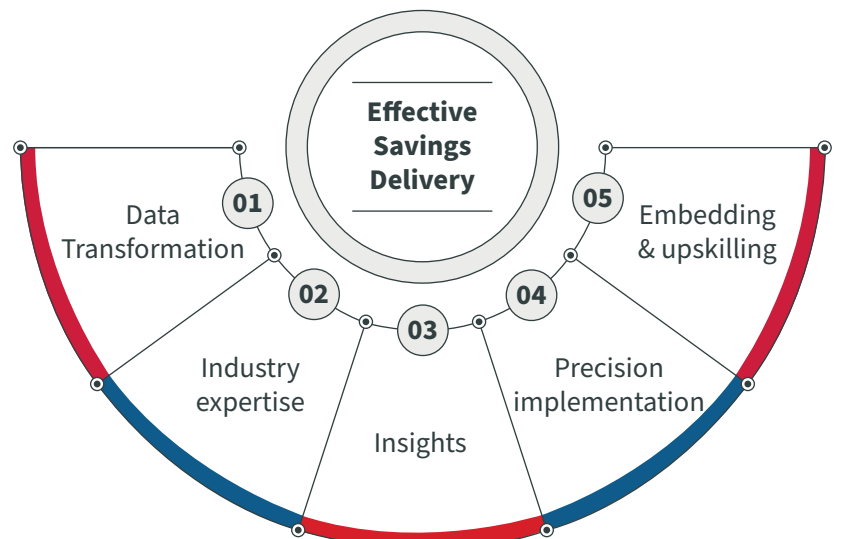 Effective
Savings
Delivery
01
Data
Transformation
02
Industry
expertise
03
Insights
04
Precision
implementation
05
Embedding
& upskilling